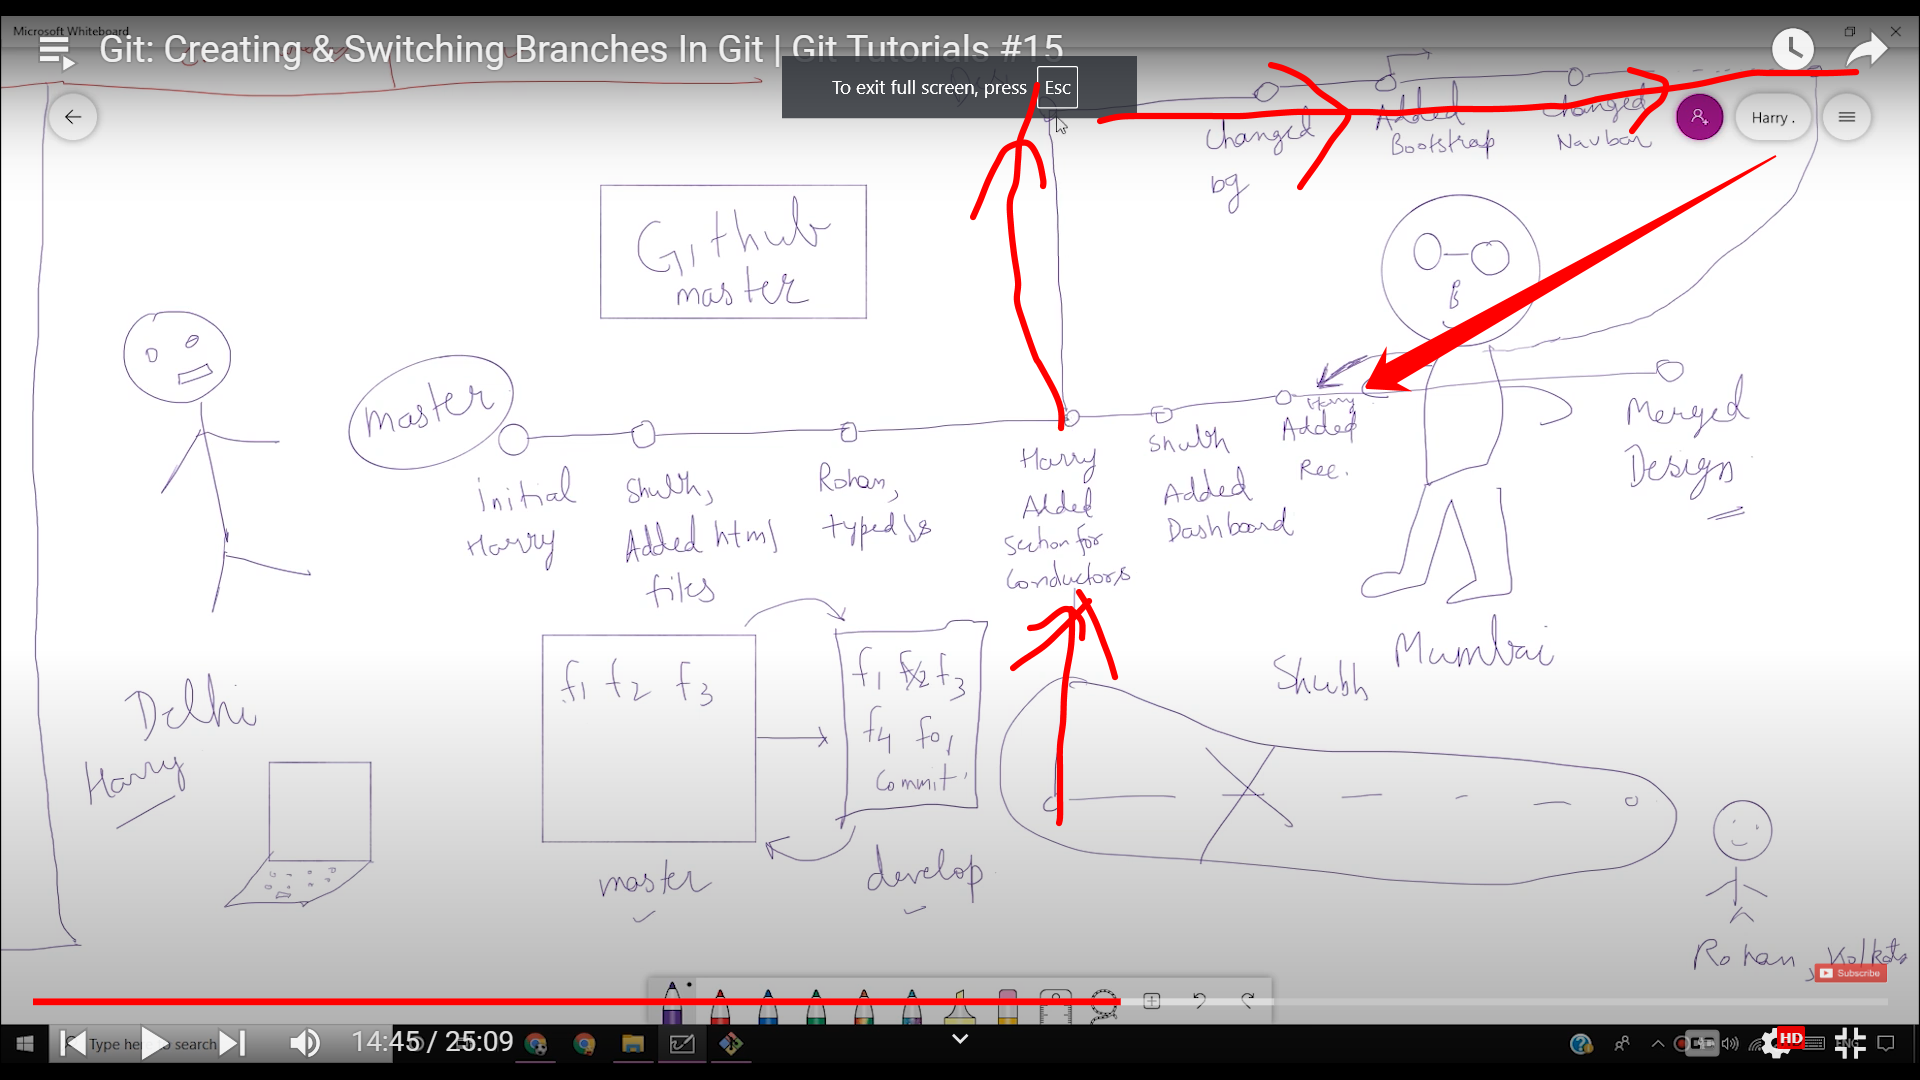 Microsoft Whiteboard
Git: Creating & Switching Branches In Git | Git Tutorials #15
To exit full screen, press Esc
Harry .
Changed
bg
Added
Bootstrap
Changed
Navbar
Github
master
master
initial
Harry
Shubh,
Added html
files
Rohan,
typed js
Harry
Added
Section for
Conductors
Shubh
Added
Dashboard
Harry
Added
Rec.
Merged
Design
Mumbai
Shubh
Delhi
Harry
f1 f2 f3
master
f1 f2 f3
f4 f01
Commit
develop
Rohan, Kolkata
Subscribe
14:45 / 25:09
Type here to search
HD
ENG